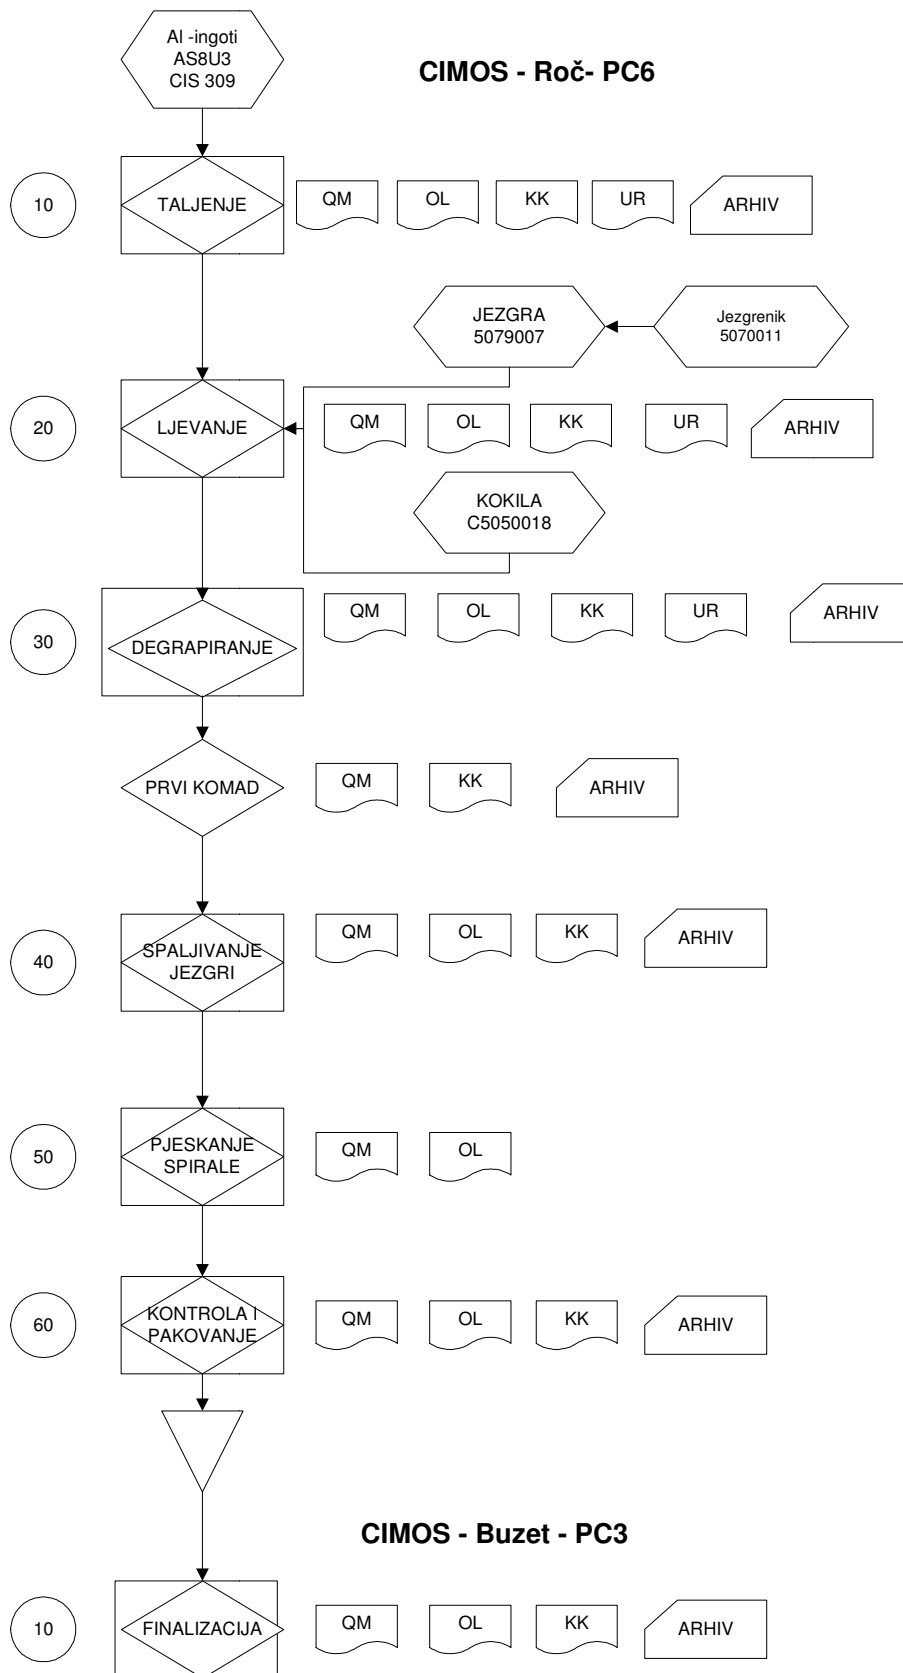 Al -ingoti
AS8U3
CIS 309
CIMOS - Roč- PC6
10
TALJENJE
QM
OL
KK
UR
ARHIV
JEZGRA
5079007
Jezgrenik
5070011
20
LJEVANJE
QM
OL
KK
UR
ARHIV
KOKILA
C5050018
30
DEGRAPIRANJE
QM
OL
KK
UR
ARHIV
PRVI KOMAD
QM
KK
ARHIV
40
SPALJIVANJE
JEZGRI
QM
OL
KK
ARHIV
50
PJESKANJE
SPIRALE
QM
OL
60
KONTROLA I
PAKOVANJE
QM
OL
KK
ARHIV
CIMOS - Buzet - PC3
10
FINALIZACIJA
QM
OL
KK
ARHIV